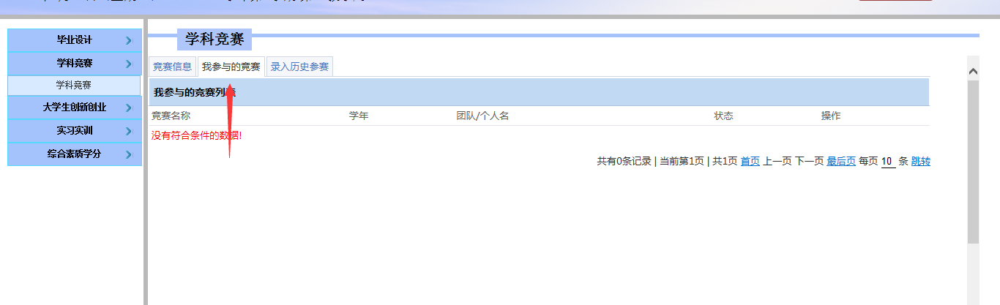 毕业设计
学科竞赛
学科竞赛
大学生创新创业
实习实训
综合素质学分
学科竞赛
竞赛信息 我参与的竞赛 录入历史参赛
我参与的竞赛列表
竞赛名称 学年 团队/个人名 状态 操作
没有符合条件的数据!
共有0条记录 | 当前第1页 | 共1页 首页 上一页 下一页 最后页 每页 10 条 跳转